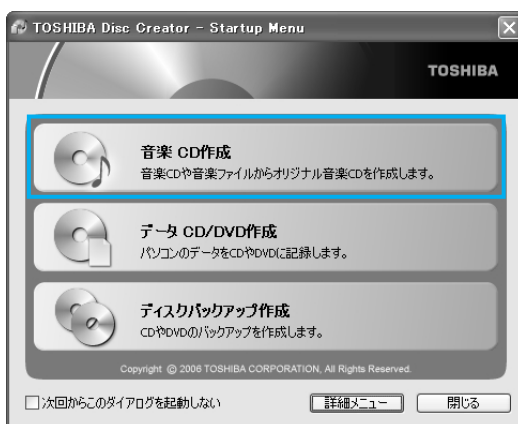 TOSHIBA Disc Creator - Startup Menu
TOSHIBA
音楽 CD作成
音楽CDや音楽ファイルからオリジナル音楽CDを作成します。
データ CD/DVD作成
パソコンのデータをCDやDVDに記録します。
ディスクバックアップ作成
CDやDVDのバックアップを作成します。
Copyright © 2006 TOSHIBA CORPORATION, All Rights Reserved.
次回からこのダイアログを起動しない
詳細メニュー
閉じる